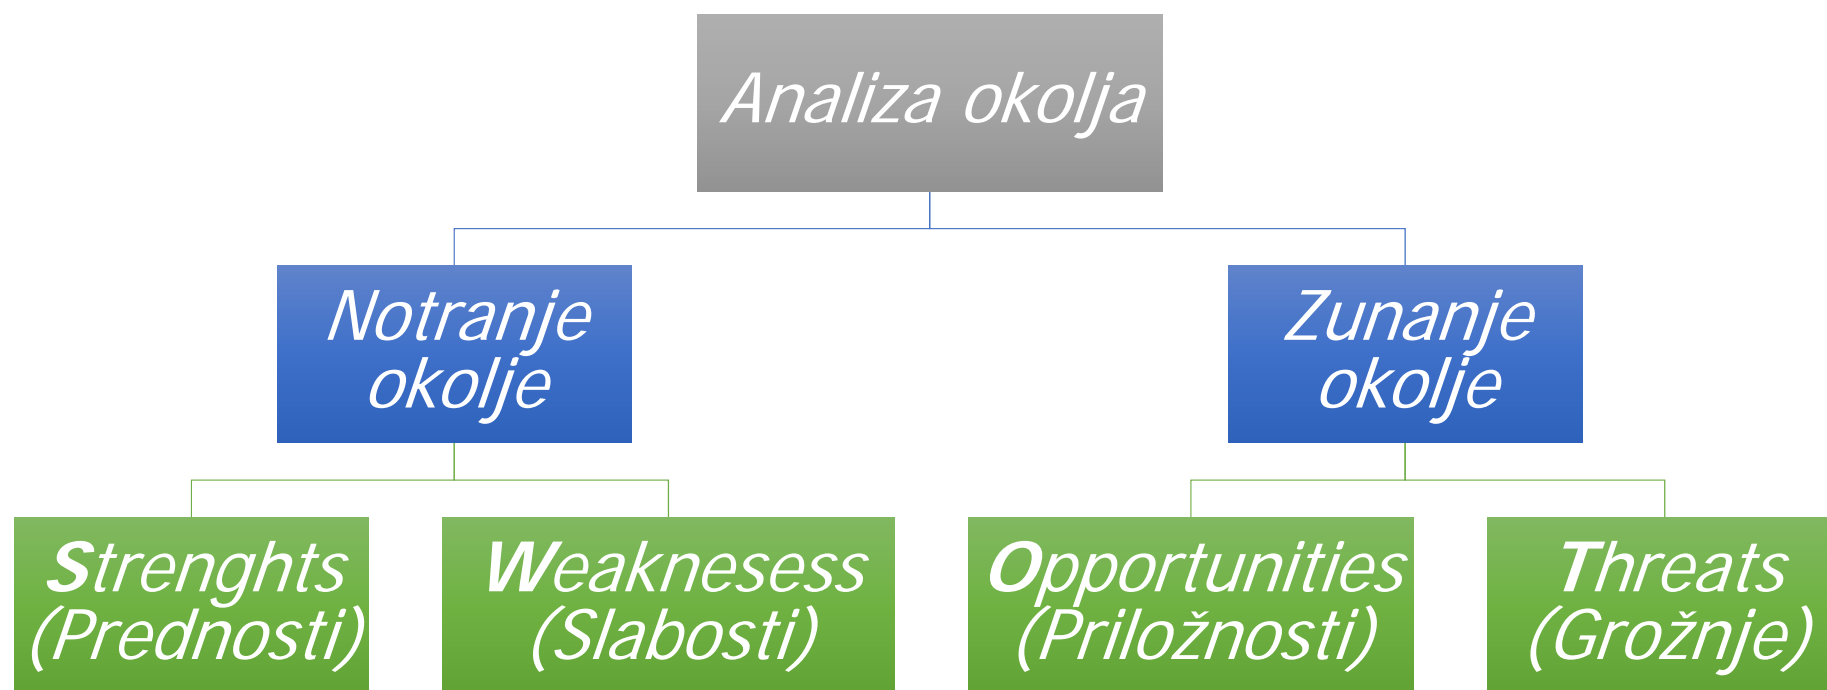 Analiza okolja
Notranje
okolje
Zunanje
okolje
Strenghts
(Prednosti)
Weaknesess
(Slabosti)
Opportunities
(Priložnosti)
Threats
(Grožnje)